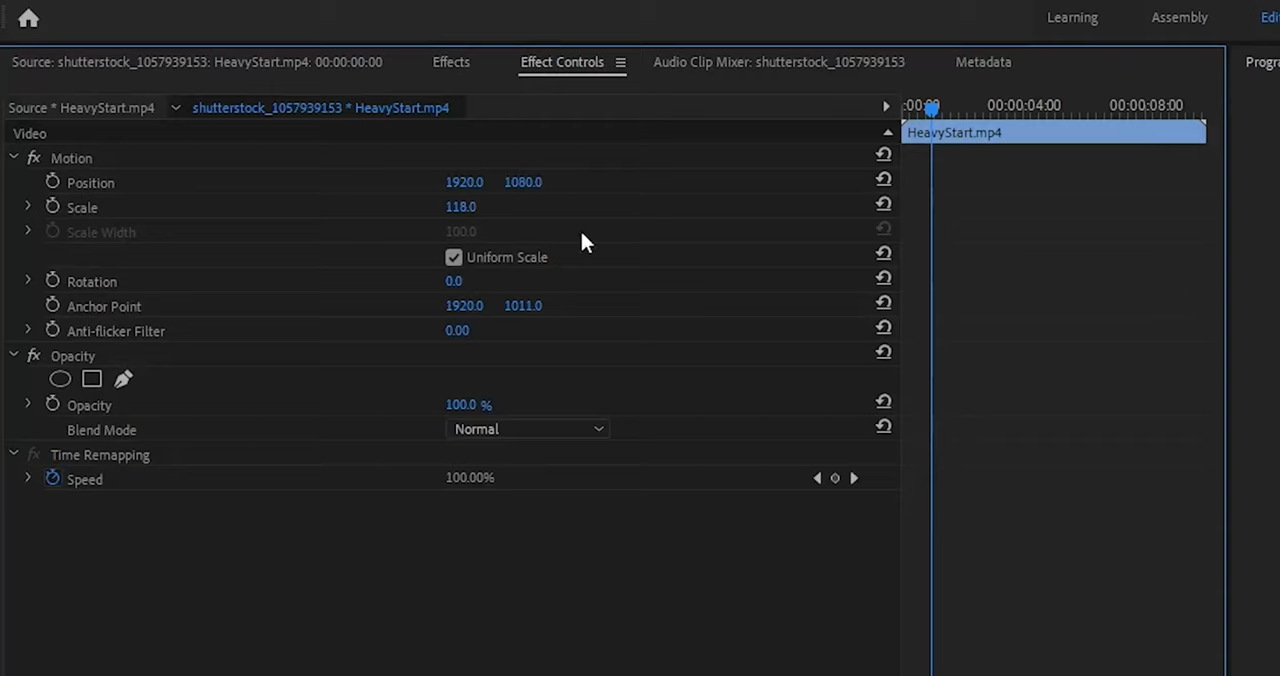 Learning Assembly Edi
Source: shutterstock_1057939153: HeavyStart.mp4: 00:00:00:00 Effects Effect Controls Audio Clip Mixer: shutterstock_1057939153 Metadata Progra
Source * HeavyStart.mp4 shutterstock_1057939153 * HeavyStart.mp4 00:00:04:00 00:00:08:00
Video HeavyStart.mp4
fx Motion
Position 1920.0 1080.0
Scale 118.0
Scale Width 100.0
Uniform Scale
Rotation 0.0
Anchor Point 1920.0 1011.0
Anti-flicker Filter 0.00
fx Opacity
Opacity 100.0 %
Blend Mode Normal
fx Time Remapping
Speed 100.00%